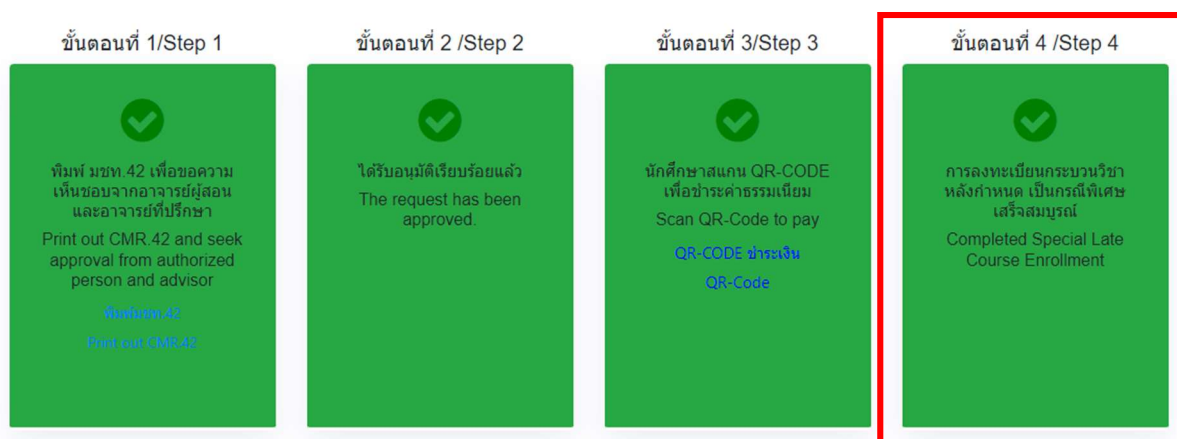 ขั้นตอนที่ 1/Step 1
พิมพ์ มชท.42 เพื่อขอความ
เห็นชอบจากอาจารย์ผู้สอน
และอาจารย์ที่ปรึกษา
Print out CMR.42 and seek
approval from authorized
person and advisor
พิมพ์มชท.42
Print out CMR.42
ขั้นตอนที่ 2 /Step 2
ได้รับอนุมัติเรียบร้อยแล้ว
The request has been
approved.
ขั้นตอนที่ 3/Step 3
นักศึกษาสแกน QR-CODE
เพื่อชำระค่าธรรมเนียม
Scan QR-Code to pay
QR-CODE ชำระเงิน
QR-Code
ขั้นตอนที่ 4 /Step 4
การลงทะเบียนกระบวนวิชา
หลังกำหนด เป็นกรณีพิเศษ
เสร็จสมบูรณ์
Completed Special Late
Course Enrollment